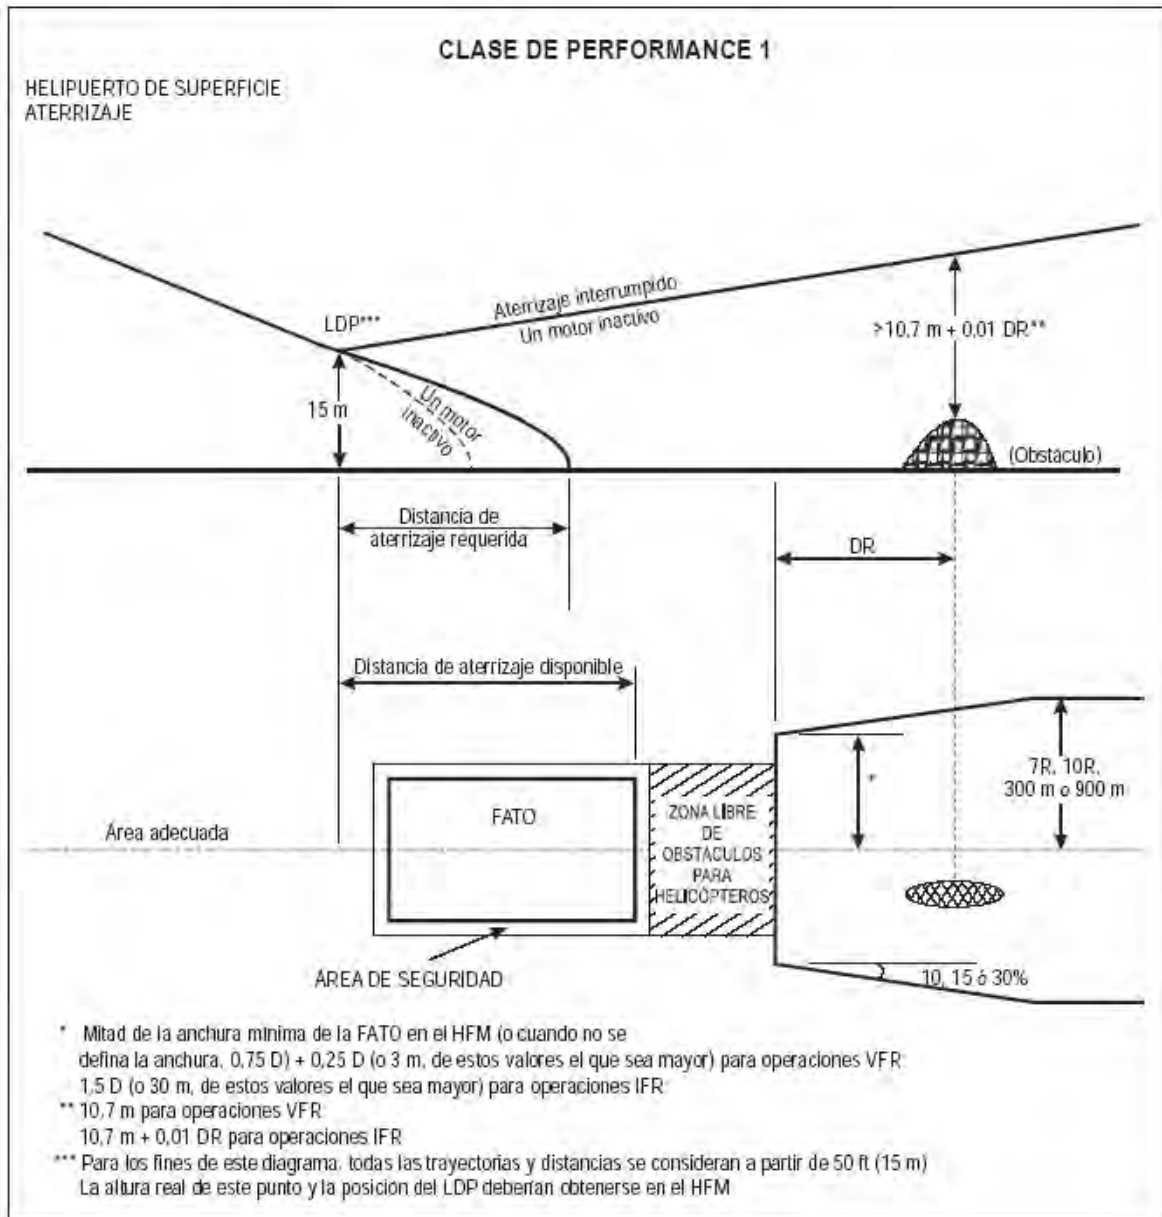 CLASE DE PERFORMANCE 1
HELIPUERTO DE SUPERFICIE
ATERRIZAJE
LDP***
Aterrizaje interrumpido
Un motor inactivo
>10,7 m + 0,01 DR**
15 m
Un motor
inactivo
(Obstáculo)
Distancia de
aterrizaje requerida
DR
Distancia de aterrizaje disponible
7R, 10R,
300 m o 900 m
*
FATO
ZONA LIBRE
DE
OBSTÁCULOS
PARA
HELICÓPTEROS
Área adecuada
ÁREA DE SEGURIDAD
10, 15 ó 30%
* Mitad de la anchura mínima de la FATO en el HFM (o cuando no se
defina la anchura, 0,75 D) + 0,25 D (o 3 m, de estos valores el que sea mayor) para operaciones VFR
1,5 D (o 30 m, de estos valores el que sea mayor) para operaciones IFR
** 10,7 m para operaciones VFR
10,7 m + 0,01 DR para operaciones IFR
*** Para los fines de este diagrama, todas las trayectorias y distancias se consideran a partir de 50 ft (15 m)
La altura real de este punto y la posición del LDP deberían obtenerse en el HFM